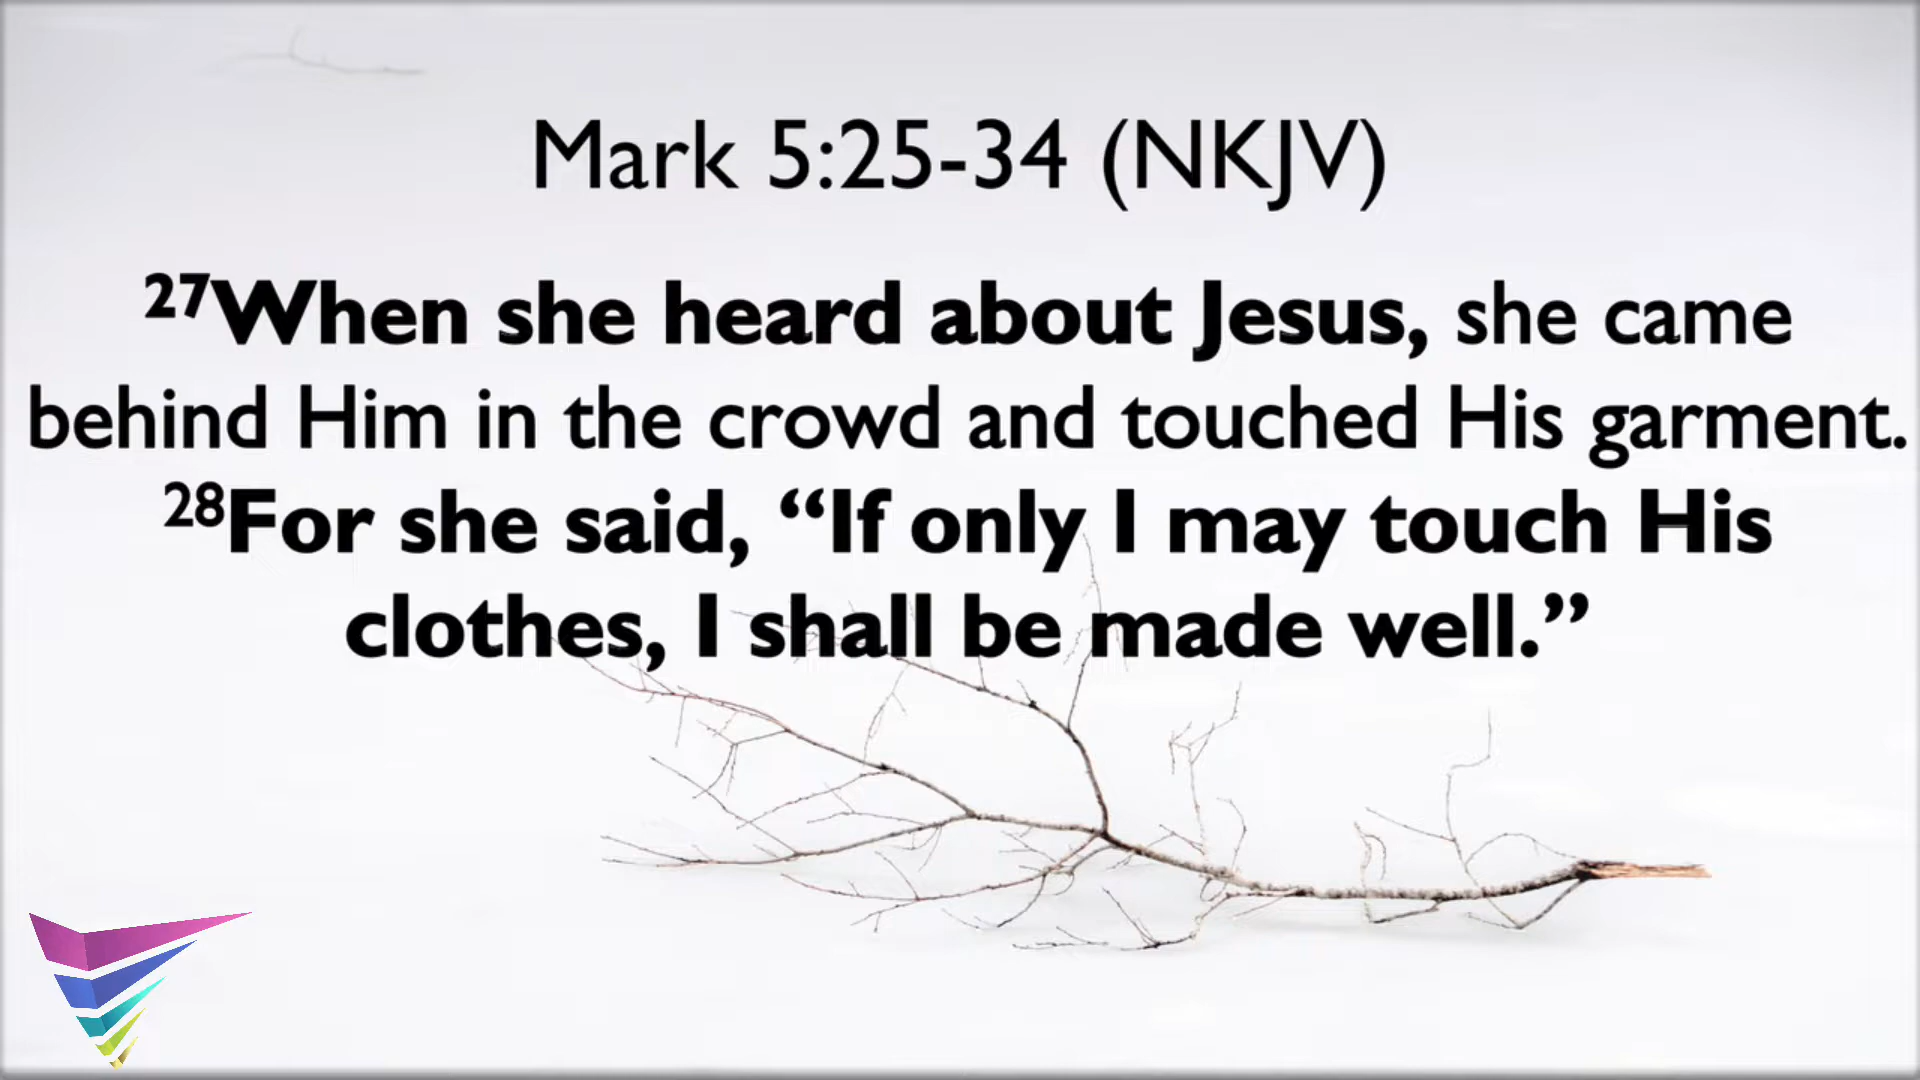 Mark 5:25-34 (NKJV)
27When she heard about Jesus, she came
behind Him in the crowd and touched His garment.
28For she said, “If only I may touch His
clothes, I shall be made well.”